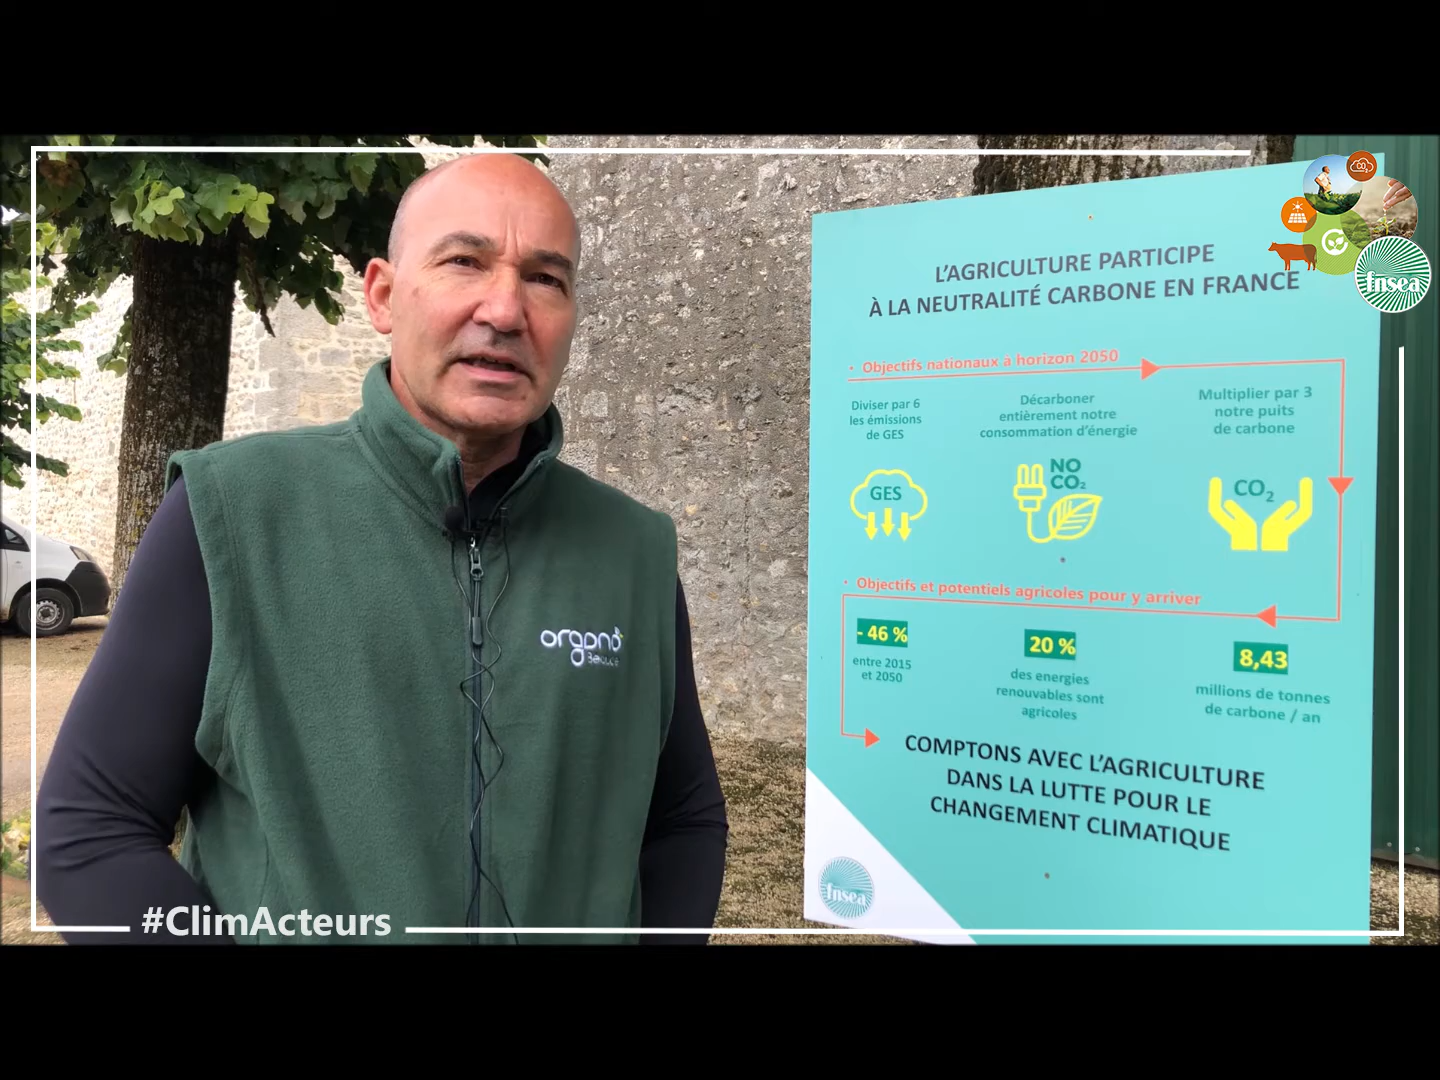 L'AGRICULTURE PARTICIPE
À LA NEUTRALITÉ CARBONE EN FRANCE
fnsea
• Objectifs nationaux à horizon 2050
Diviser par 6
les émissions
de GES
Décarboner
entièrement notre
consommation d'énergie
Multiplier par 3
notre puits
de carbone
GES
NO
CO₂
CO₂
• Objectifs et potentiels agricoles pour y arriver
- 46 %
entre 2015
et 2050
20 %
des energies
renouvables sont
agricoles
8,43
millions de tonnes
de carbone / an
COMPTONS AVEC L'AGRICULTURE
DANS LA LUTTE POUR LE
CHANGEMENT CLIMATIQUE
fnsea
organo
Beauce
#ClimActeurs
CO₂